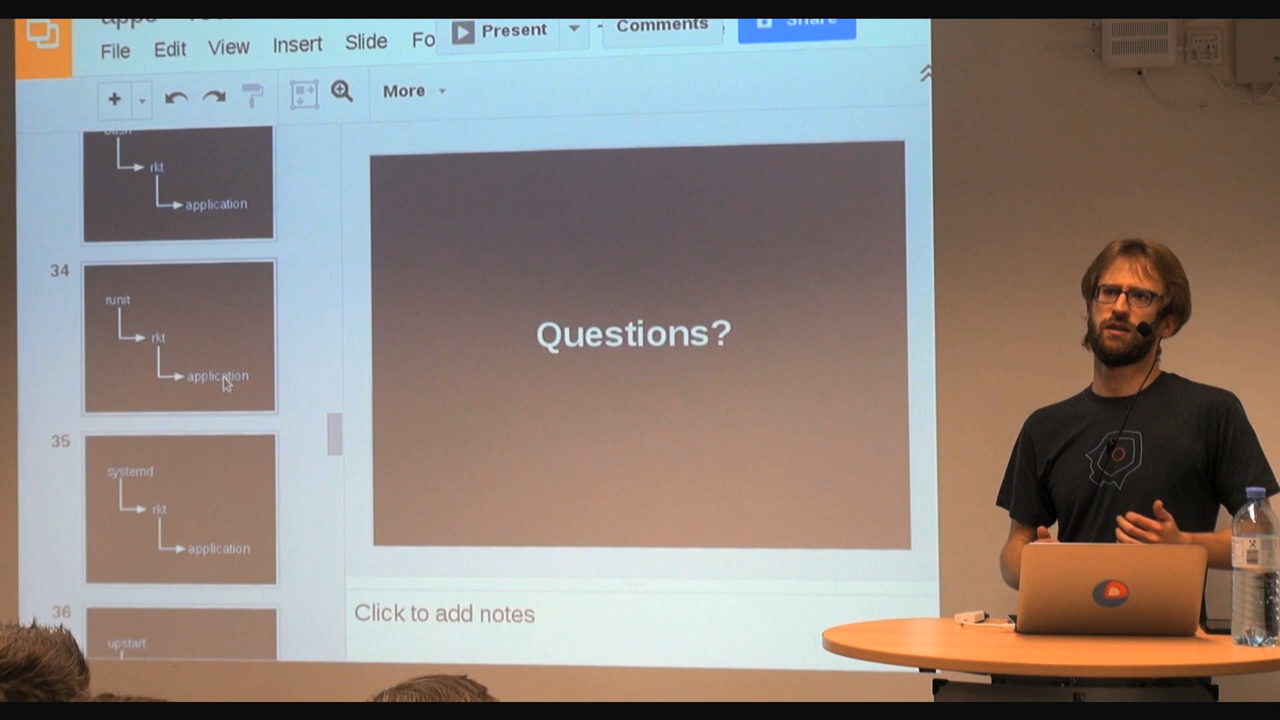 File Edit View Insert Slide Fo
Present
Comments
Share
More
rkt
application
34
runit
rkt
application
35
systemd
rkt
application
36
upstart
Questions?
Click to add notes